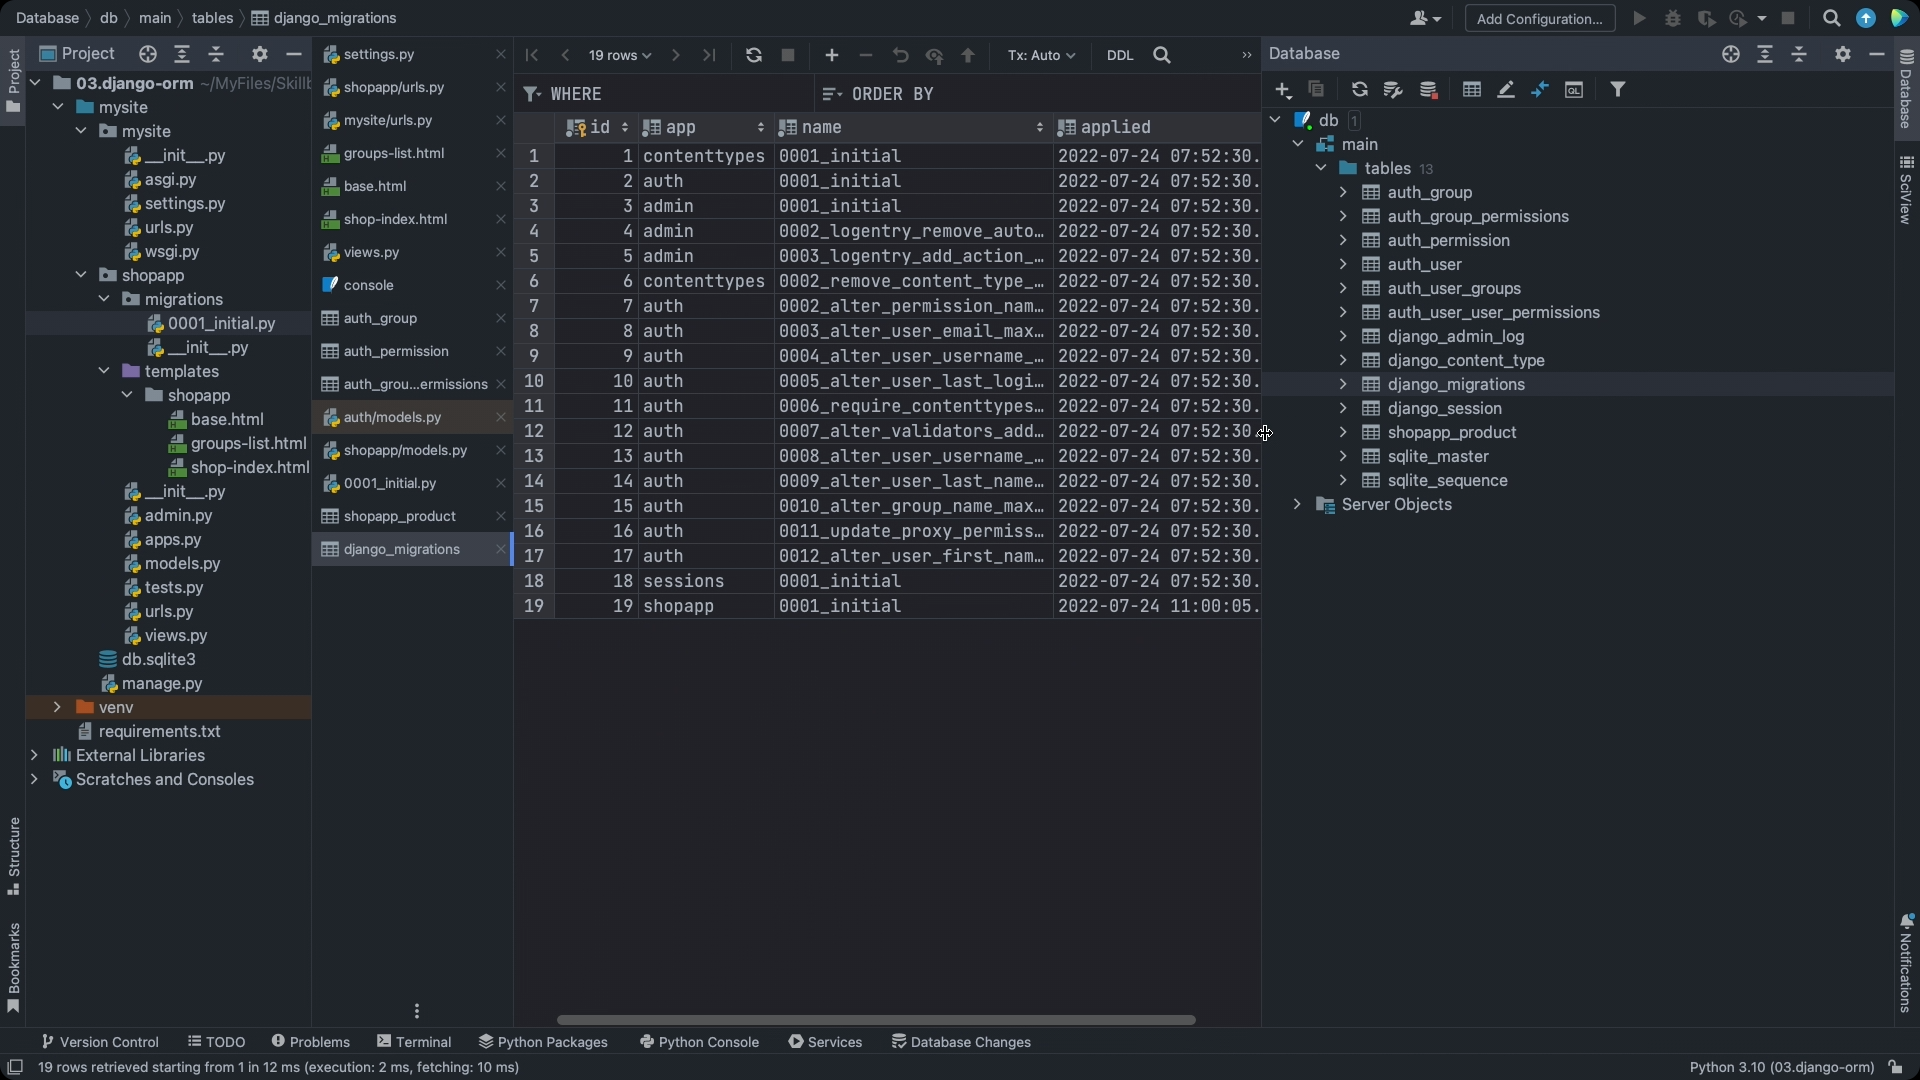 Database
db
main
tables
django_migrations
Add Configuration...
Project
Project
03.django-orm ~/MyFiles/Skill
mysite
mysite
__init__.py
asgi.py
settings.py
urls.py
wsgi.py
shopapp
migrations
0001_initial.py
__init__.py
templates
shopapp
base.html
groups-list.html
shop-index.html
__init__.py
admin.py
apps.py
models.py
tests.py
urls.py
views.py
db.sqlite3
manage.py
venv
requirements.txt
External Libraries
Scratches and Consoles
Structure
Bookmarks
settings.py
shopapp/urls.py
mysite/urls.py
groups-list.html
base.html
shop-index.html
views.py
console
auth_group
auth_permission
auth_grou...ermissions
auth/models.py
shopapp/models.py
0001_initial.py
shopapp_product
django_migrations
19 rows
Tx: Auto
DDL
WHERE
ORDER BY
id app name applied
1 1 contenttypes 0001_initial 2022-07-24 07:52:30.
2 2 auth 0001_initial 2022-07-24 07:52:30.
3 3 admin 0001_initial 2022-07-24 07:52:30.
4 4 admin 0002_logentry_remove_auto… 2022-07-24 07:52:30.
5 5 admin 0003_logentry_add_action_… 2022-07-24 07:52:30.
6 6 contenttypes 0002_remove_content_type_… 2022-07-24 07:52:30.
7 7 auth 0002_alter_permission_nam… 2022-07-24 07:52:30.
8 8 auth 0003_alter_user_email_max… 2022-07-24 07:52:30.
9 9 auth 0004_alter_user_username_… 2022-07-24 07:52:30.
10 10 auth 0005_alter_user_last_logi… 2022-07-24 07:52:30.
11 11 auth 0006_require_contenttypes… 2022-07-24 07:52:30.
12 12 auth 0007_alter_validators_add… 2022-07-24 07:52:30.
13 13 auth 0008_alter_user_username_… 2022-07-24 07:52:30.
14 14 auth 0009_alter_user_last_name… 2022-07-24 07:52:30.
15 15 auth 0010_alter_group_name_max… 2022-07-24 07:52:30.
16 16 auth 0011_update_proxy_permiss… 2022-07-24 07:52:30.
17 17 auth 0012_alter_user_first_nam… 2022-07-24 07:52:30.
18 18 sessions 0001_initial 2022-07-24 07:52:30.
19 19 shopapp 0001_initial 2022-07-24 11:00:05.
Database
db 1
main
tables 13
auth_group
auth_group_permissions
auth_permission
auth_user
auth_user_groups
auth_user_user_permissions
django_admin_log
django_content_type
django_migrations
django_session
shopapp_product
sqlite_master
sqlite_sequence
Server Objects
Database
SciView
Notifications
Version Control
TODO
Problems
Terminal
Python Packages
Python Console
Services
Database Changes
19 rows retrieved starting from 1 in 12 ms (execution: 2 ms, fetching: 10 ms)
Python 3.10 (03.django-orm)